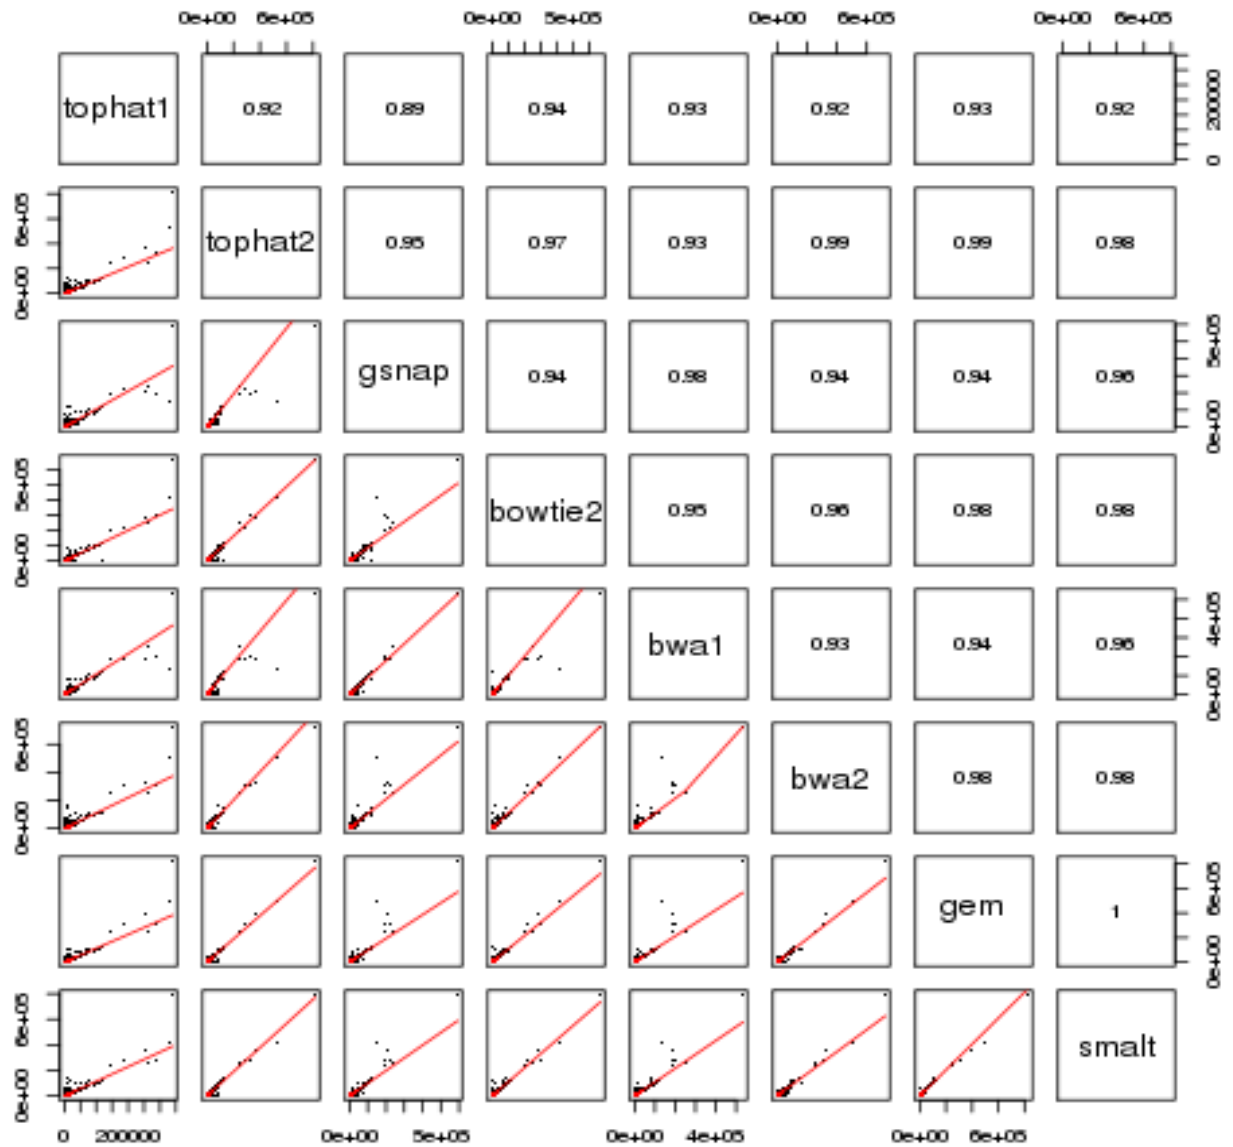 0e+00 6e+05 0e+00 5e+05 0e+00 6e+05 0e+00 6e+05
tophat1 0.92 0.89 0.94 0.93 0.92 0.93 0.92
0 200000
0e+00 6e+05
tophat2 0.95 0.97 0.93 0.99 0.99 0.98
gsnap 0.94 0.98 0.94 0.94 0.96
0e+00 5e+05
0e+00 5e+05
bowtie2 0.95 0.96 0.98 0.98
bwa1 0.93 0.94 0.96
0e+00 4e+05
0e+00 6e+05
bwa2 0.98 0.98
gem 1
0e+00 6e+05
0e+00 6e+05
smalt
0 200000 0e+00 5e+05 0e+00 4e+05 0e+00 6e+05